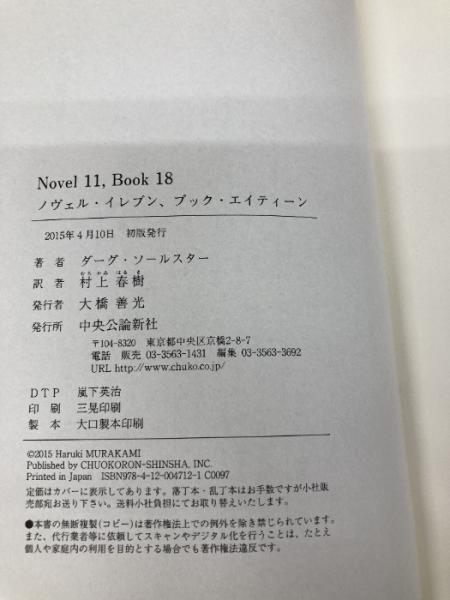 Novel 11, Book 18
ノヴェル・イレブン、ブック・エイティーン
2015年4月10日 初版発行
著者 ダーグ・ソールスター
むらかみ はるき
訳者 村上春樹
発行者 大橋善光
発行所 中央公論新社
〒104-8320 東京都中央区京橋2-8-7
電話 販売 03-3563-1431 編集 03-3563-3692
URL http://www.chuko.co.jp/
DTP 嵐下英治
印刷 三晃印刷
製本 大口製本印刷
©2015 Haruki MURAKAMI
Published by CHUOKORON-SHINSHA, INC.
Printed in Japan ISBN978-4-12-004712-1 C0097
定価はカバーに表示してあります。落丁本・乱丁本はお手数ですが小社販
売部宛お送り下さい。送料小社負担にてお取り替えいたします。
●本書の無断複製(コピー)は著作権法上での例外を除き禁じられています。
また、代行業者等に依頼してスキャンやデジタル化を行うことは、たとえ
個人や家庭内の利用を目的とする場合でも著作権法違反です。